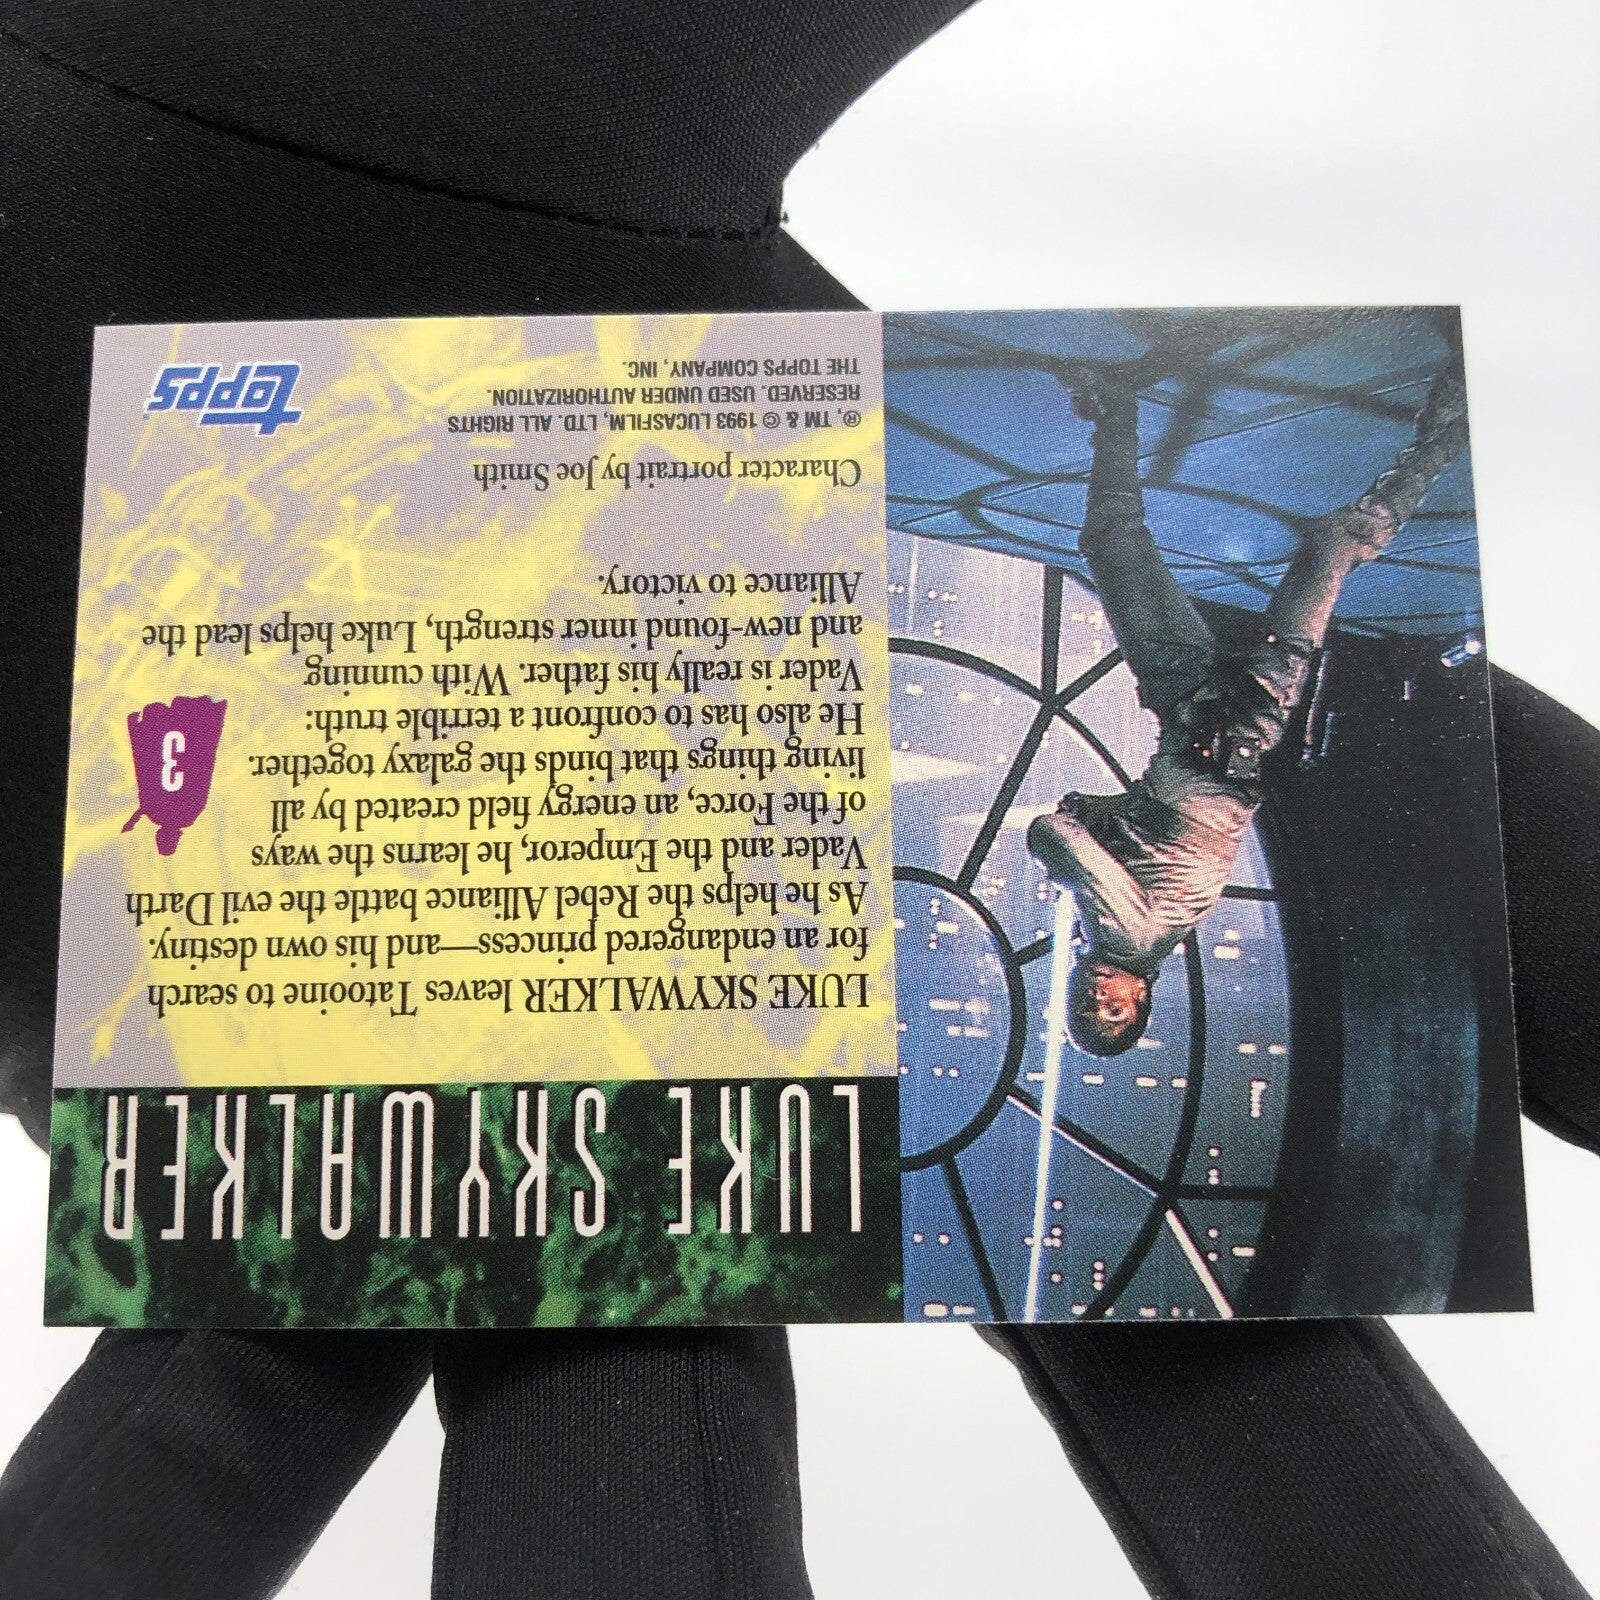 LUKE SKYWALKER
LUKE SKYWALKER leaves Tatooine to search
for an endangered princess—and his own destiny.
As he helps the Rebel Alliance battle the evil Darth
Vader and the Emperor, he learns the ways
of the Force, an energy field created by all
living things that binds the galaxy together.
He also has to confront a terrible truth:
Vader is really his father. With cunning
and new-found inner strength, Luke helps lead the
Alliance to victory.
3
Character portrait by Joe Smith
®, TM & © 1993 LUCASFILM, LTD. ALL RIGHTS
RESERVED. USED UNDER AUTHORIZATION.
THE TOPPS COMPANY, INC.
topps